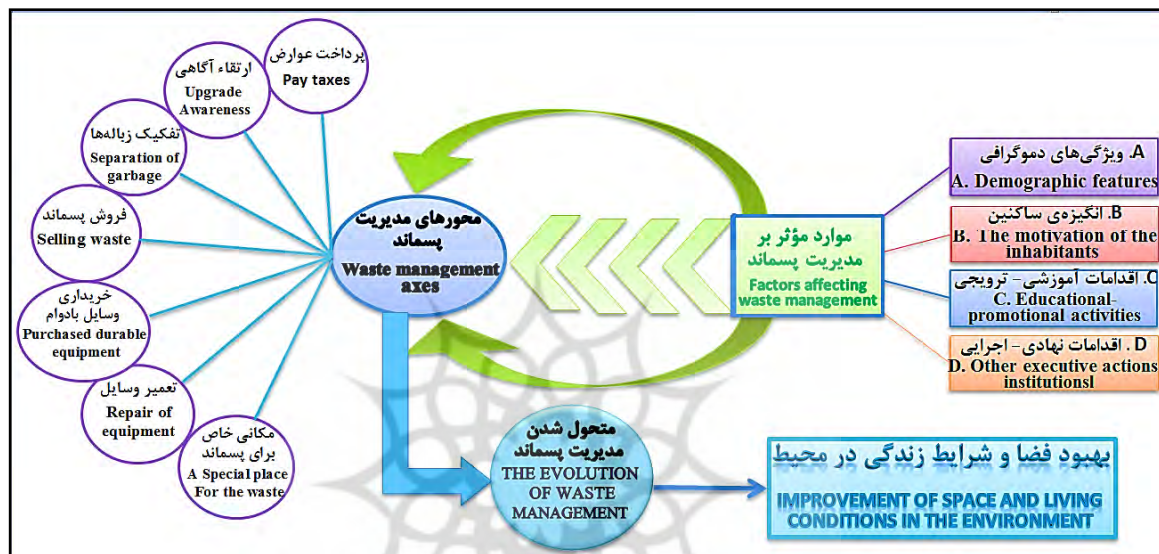 پرداخت عوارض
Pay taxes
ارتقاء آگاهی
Upgrade
Awareness
تفکیک زباله‌ها
Separation of
garbage
فروش پسماند
Selling waste
خریداری
وسایل بادوام
Purchased durable
equipment
تعمیر وسایل
Repair of
equipment
مکانی خاص
برای پسماند
A Special place
For the waste
محورهای مدیریت
پسماند
Waste management
axes
موارد مؤثر بر
مدیریت پسماند
Factors affecting
waste management
A. ویژگی‌های دموگرافی
A. Demographic features
B. انگیزه‌ی ساکنین
B. The motivation of the
inhabitants
C. اقدامات آموزشی- ترویجی
C. Educational-
promotional activities
D. اقدامات نهادی- اجرایی
D. Other executive actions
institutionsl
متحول شدن
مدیریت پسماند
THE EVOLUTION
OF WASTE
MANAGEMENT
بهبود فضا و شرایط زندگی در محیط
IMPROVEMENT OF SPACE AND LIVING
CONDITIONS IN THE ENVIRONMENT